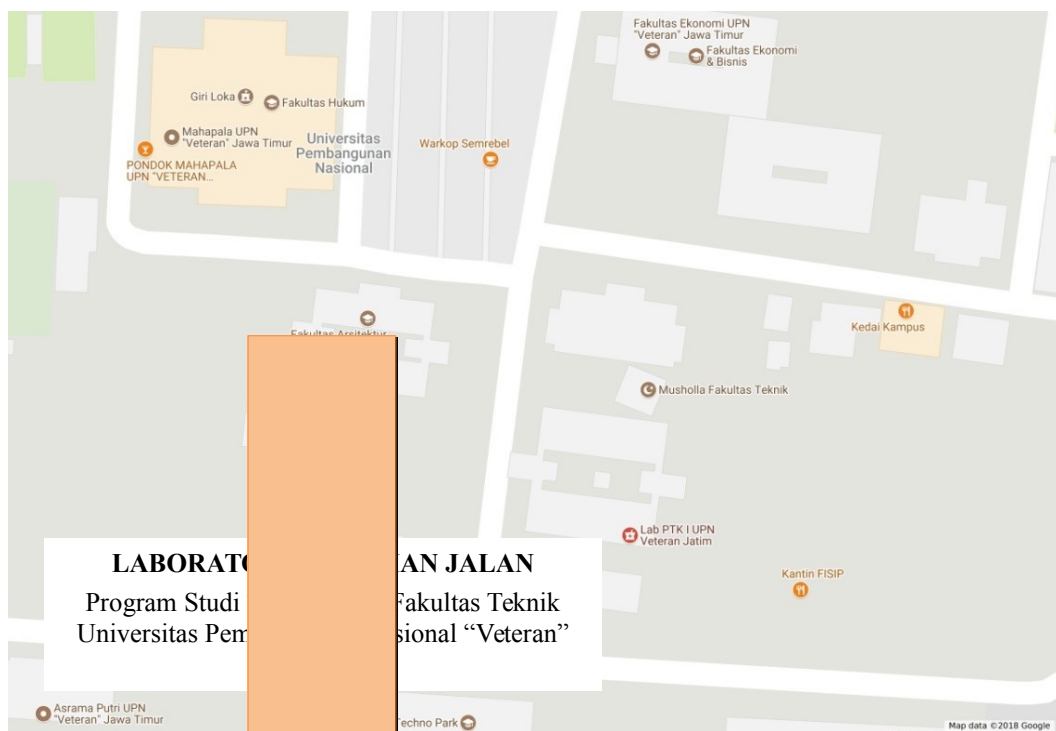 Fakultas Ekonomi UPN
"Veteran" Jawa Timur
Fakultas Ekonomi
& Bisnis
Giri Loka
Fakultas Hukum
Mahapala UPN
"Veteran" Jawa Timur
Universitas
Pembangunan
Nasional
PONDOK MAHAPALA
UPN "VETERAN...
Warkop Semrebel
Fakultas Arsitektur
Kedai Kampus
Musholla Fakultas Teknik
Lab PTK I UPN
Veteran Jatim
Kantin FISIP
LABORATO AN JALAN
Program Studi Fakultas Teknik
Universitas Pem sional “Veteran”
Asrama Putri UPN
"Veteran" Jawa Timur
Techno Park
Map data ©2018 Google